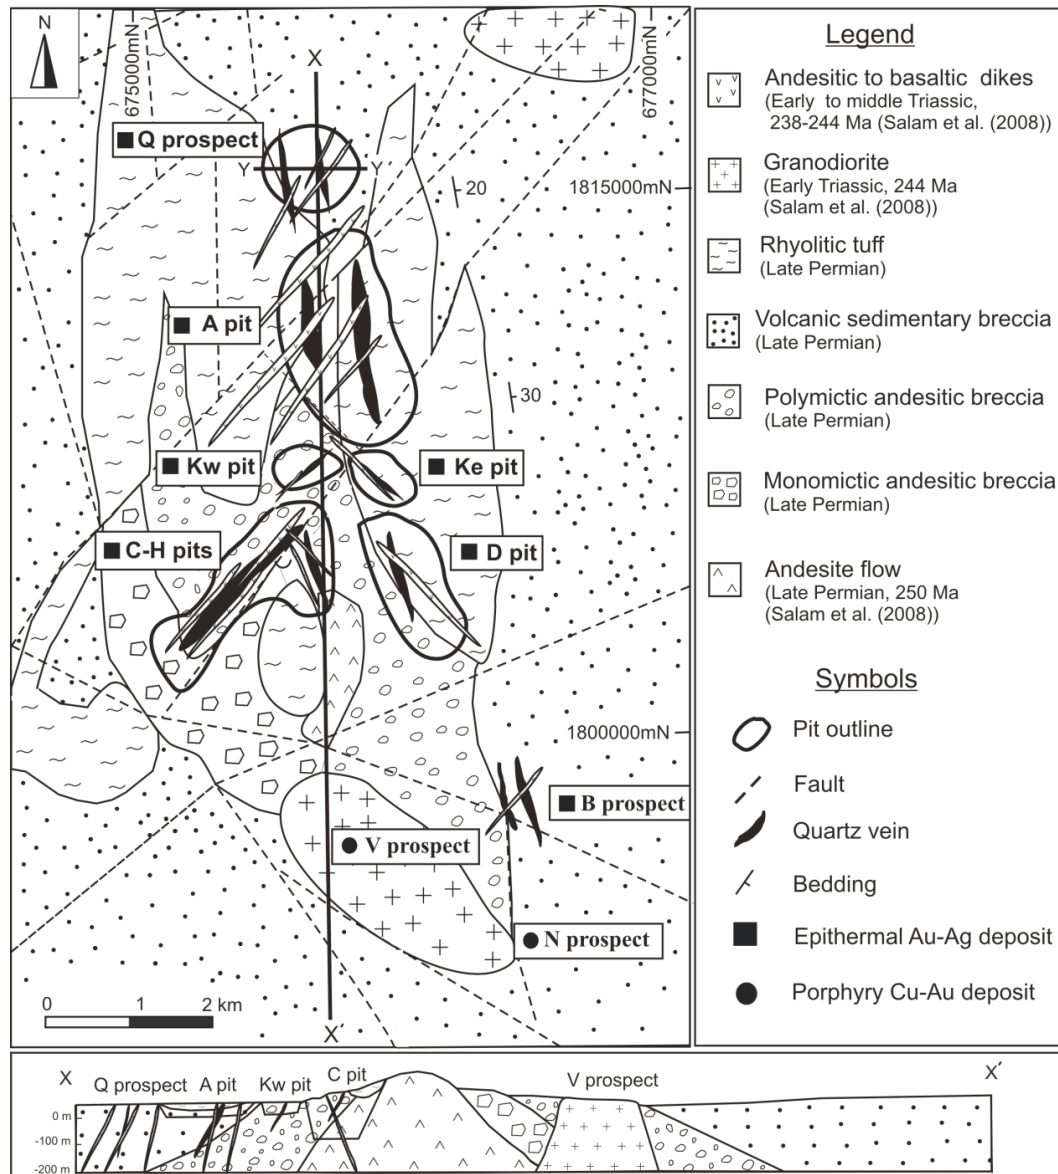 N
675000mN
677000mN
X
Q prospect
Y
Y
20
1815000mN
A pit
30
Kw pit
Ke pit
C-H pits
D pit
1800000mN
B prospect
V prospect
N prospect
0 1 2 km
X′
Legend
Andesitic to basaltic dikes
(Early to middle Triassic,
238-244 Ma (Salam et al. (2008))
Granodiorite
(Early Triassic, 244 Ma
(Salam et al. (2008))
Rhyolitic tuff
(Late Permian)
Volcanic sedimentary breccia
(Late Permian)
Polymictic andesitic breccia
(Late Permian)
Monomictic andesitic breccia
(Late Permian)
Andesite flow
(Late Permian, 250 Ma
(Salam et al. (2008))
Symbols
Pit outline
Fault
Quartz vein
Bedding
Epithermal Au-Ag deposit
Porphyry Cu-Au deposit
X
Q prospect A pit Kw pit C pit V prospect
X′
0 m
-100 m
-200 m